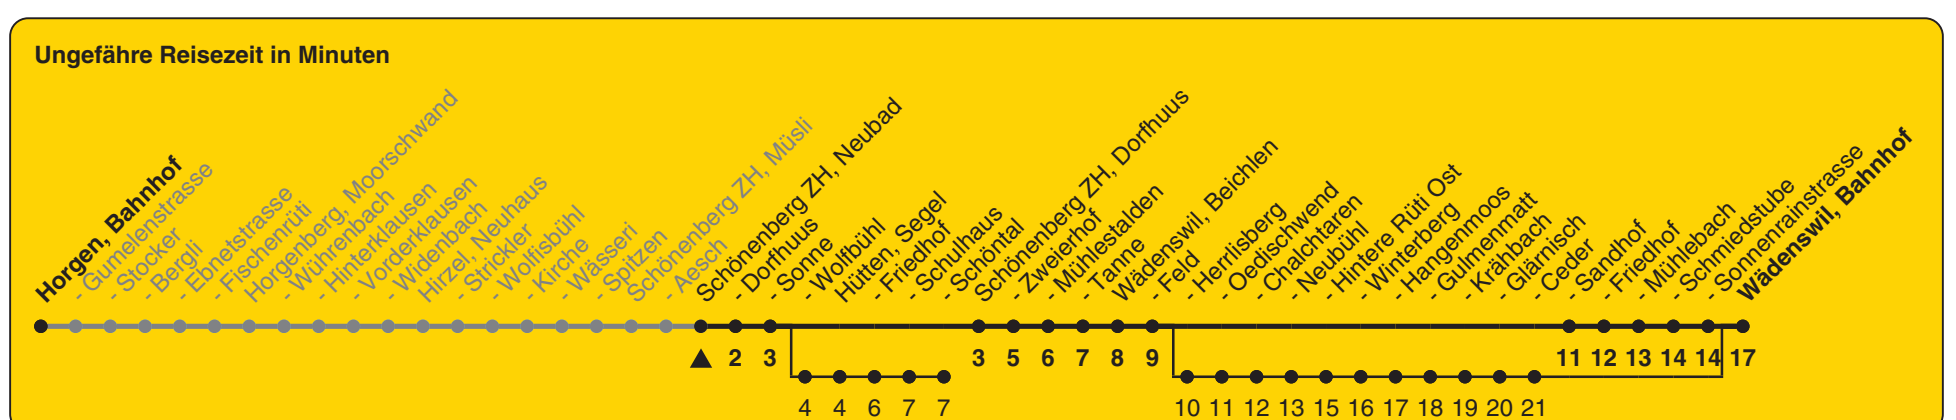 Ungefähre Reisezeit in Minuten
Horgen, Bahnhof
- Gumelenstrasse
- Stocker
- Bergli
- Ebnetstrasse
- Fischenrüti
Horgenberg, Moorschwand
- Wührenbach
- Hinterklausen
- Vorderklausen
- Widenbach
Hirzel, Neuhaus
- Strickler
- Wolfisbühl
- Kirche
- Wässeri
- Spitzen
Schönenberg ZH, Müsli
- Aesch
Schönenberg ZH, Neubad
- Dorfhuus
- Sonne
- Wolfbühl
Hütten, Segel
- Friedhof
- Schulhaus
- Schöntal
Schönenberg ZH, Dorfhuus
- Zweierhof
- Mühlestalden
- Tanne
Wädenswil, Beichlen
- Feld
- Herrlisberg
- Oedischwend
- Chalchtaren
- Neubühl
- Hintere Rüti Ost
- Winterberg
- Hangenmoos
- Gulmenmatt
- Krähbach
- Glärnisch
- Ceder
- Sandhof
- Friedhof
- Mühlebach
- Schmiedstube
- Sonnenrainstrasse
Wädenswil, Bahnhof
2 3 3 5 6 7 8 9 11 12 13 14 14 17
4 4 6 7 7 10 11 12 13 15 16 17 18 19 20 21